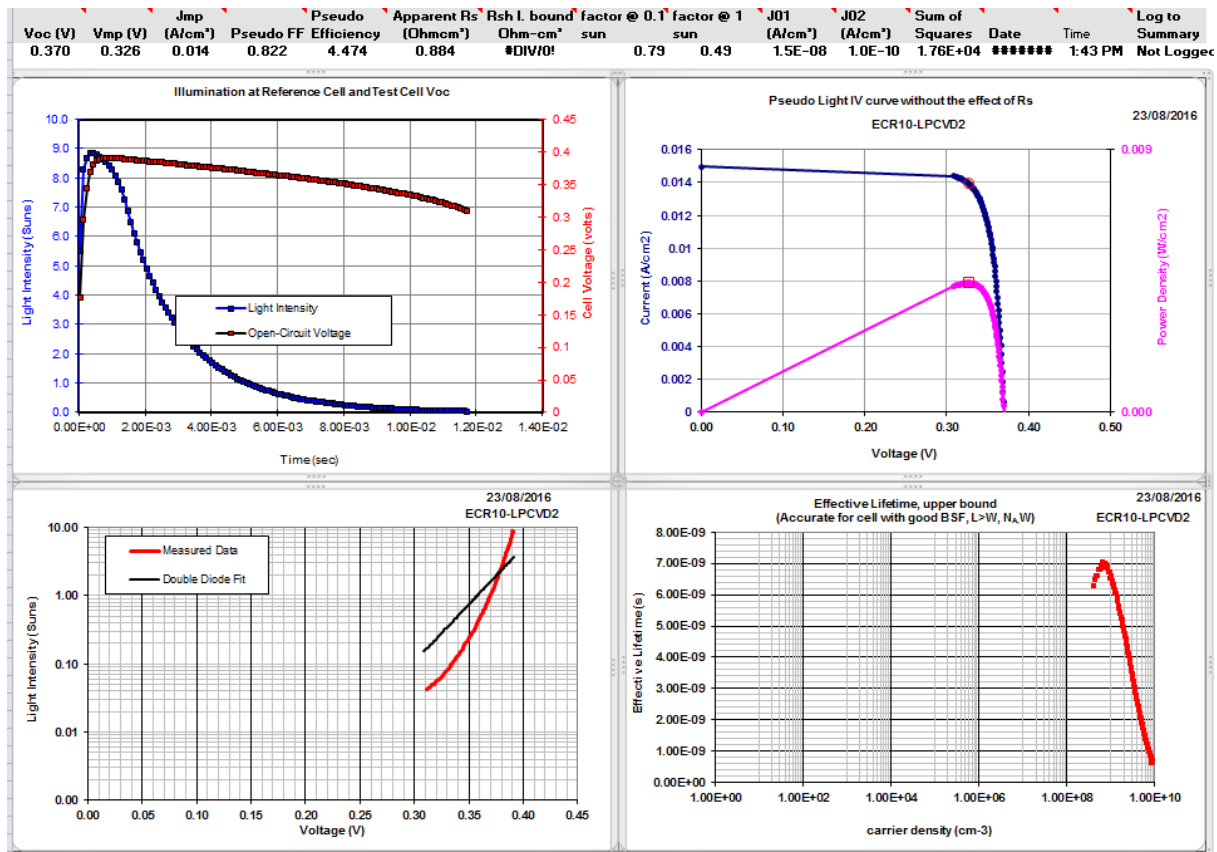 Jmp Pseudo Apparent Rs Rsh l. bound factor @ 0.1 factor @ 1 J01 J02 Sum of Log to
Voc (V) Vmp (V) (A/cm²) Pseudo FF Efficiency (Ohmcm²) Ohm-cm² sun sun (A/cm²) (A/cm²) Squares Date Time Summary
0.370 0.326 0.014 0.822 4.474 0.884 #DIV/0! 0.79 0.49 1.5E-08 1.0E-10 1.76E+04 ####### 1:43 PM Not Logged
Illumination at Reference Cell and Test Cell Voc
10.0
9.0
8.0
7.0
6.0
5.0
4.0
3.0
2.0
1.0
0.0
Light Intensity (Suns)
0.45
0.4
0.35
0.3
0.25
0.2
0.15
0.1
0.05
0
Cell Voltage (volts)
Light Intensity
Open-Circuit Voltage
0.00E+00 2.00E-03 4.00E-03 6.00E-03 8.00E-03 1.00E-02 1.20E-02 1.40E-02
Time (sec)
Pseudo Light IV curve without the effect of Rs
ECR10-LPCVD2
23/08/2016
0.016
0.014
0.012
0.01
0.008
0.006
0.004
0.002
0
Current (A/cm2)
0.009
0.000
Power Density (W/cm2)
0.00 0.10 0.20 0.30 0.40 0.50
Voltage (V)
23/08/2016
ECR10-LPCVD2
10.00
1.00
0.10
0.01
0.00
Light Intensity (Suns)
Measured Data
Double Diode Fit
0.00 0.05 0.10 0.15 0.20 0.25 0.30 0.35 0.40 0.45
Voltage (V)
Effective Lifetime, upper bound
(Accurate for cell with good BSF, L>W, NA,W)
23/08/2016
ECR10-LPCVD2
8.00E-09
7.00E-09
6.00E-09
5.00E-09
4.00E-09
3.00E-09
2.00E-09
1.00E-09
0.00E+00
Effective Lifetime (s)
1.00E+00 1.00E+02 1.00E+04 1.00E+06 1.00E+08 1.00E+10
carrier density (cm-3)